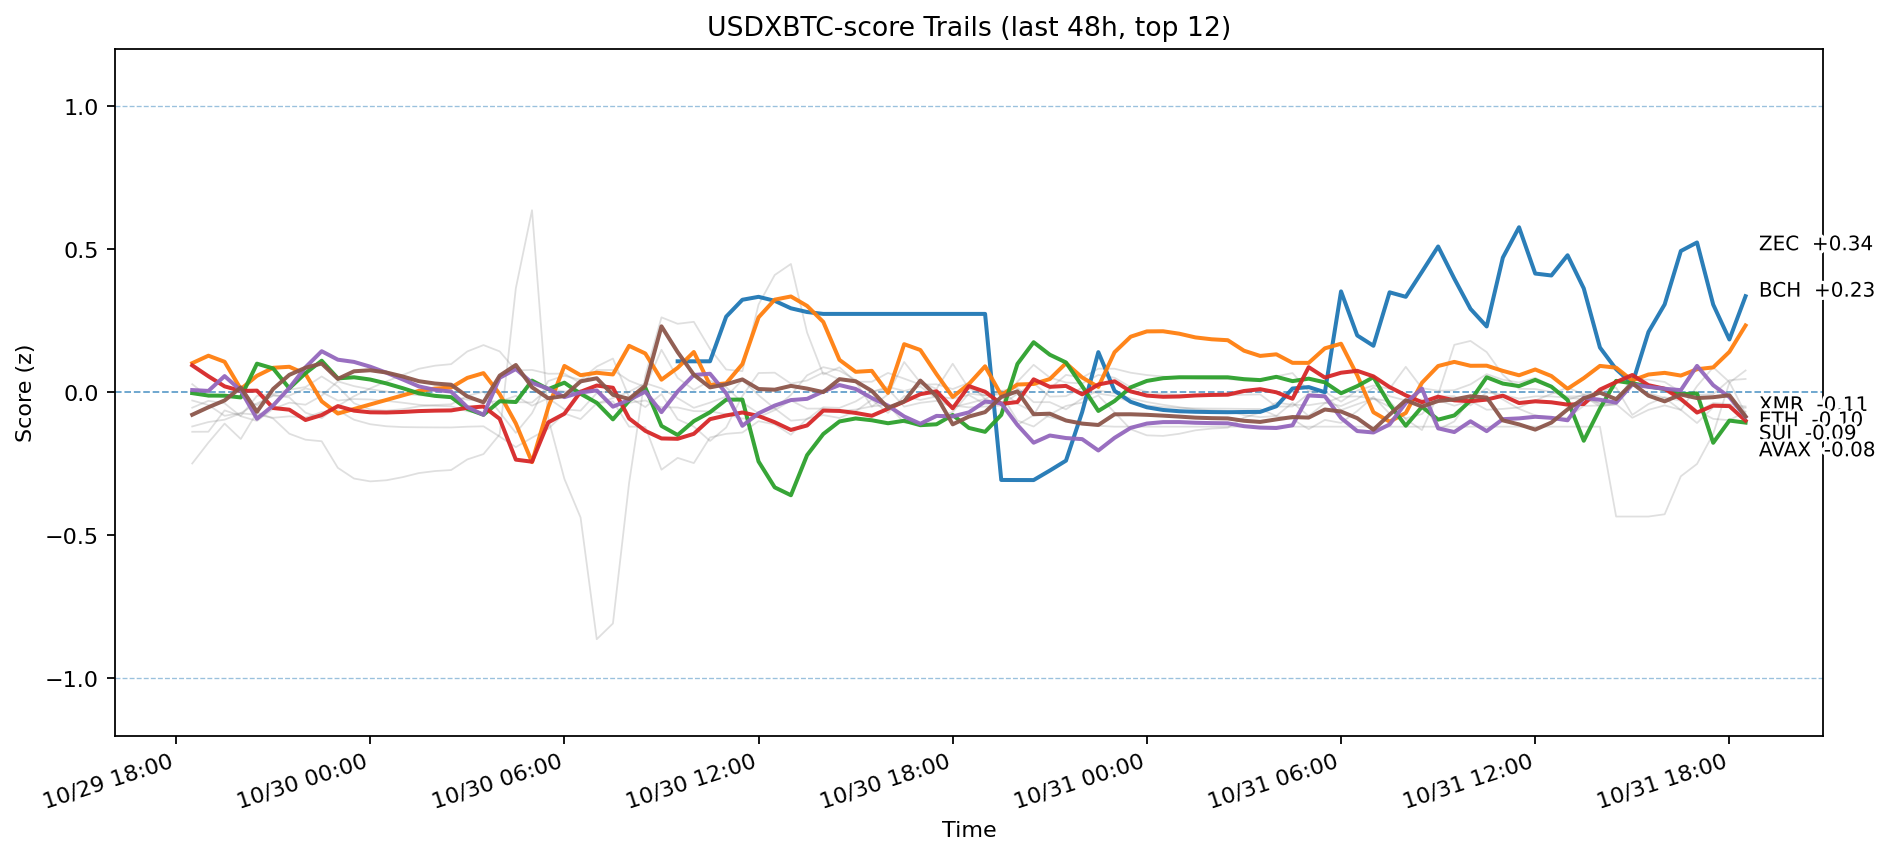 USDXBTC-score Trails (last 48h, top 12)
Score (z)
1.0
0.5
0.0
−0.5
−1.0
ZEC +0.34
BCH +0.23
XMR -0.11
ETH -0.10
SUI -0.09
AVAX -0.08
10/29 18:00
10/30 00:00
10/30 06:00
10/30 12:00
10/30 18:00
10/31 00:00
10/31 06:00
10/31 12:00
10/31 18:00
Time